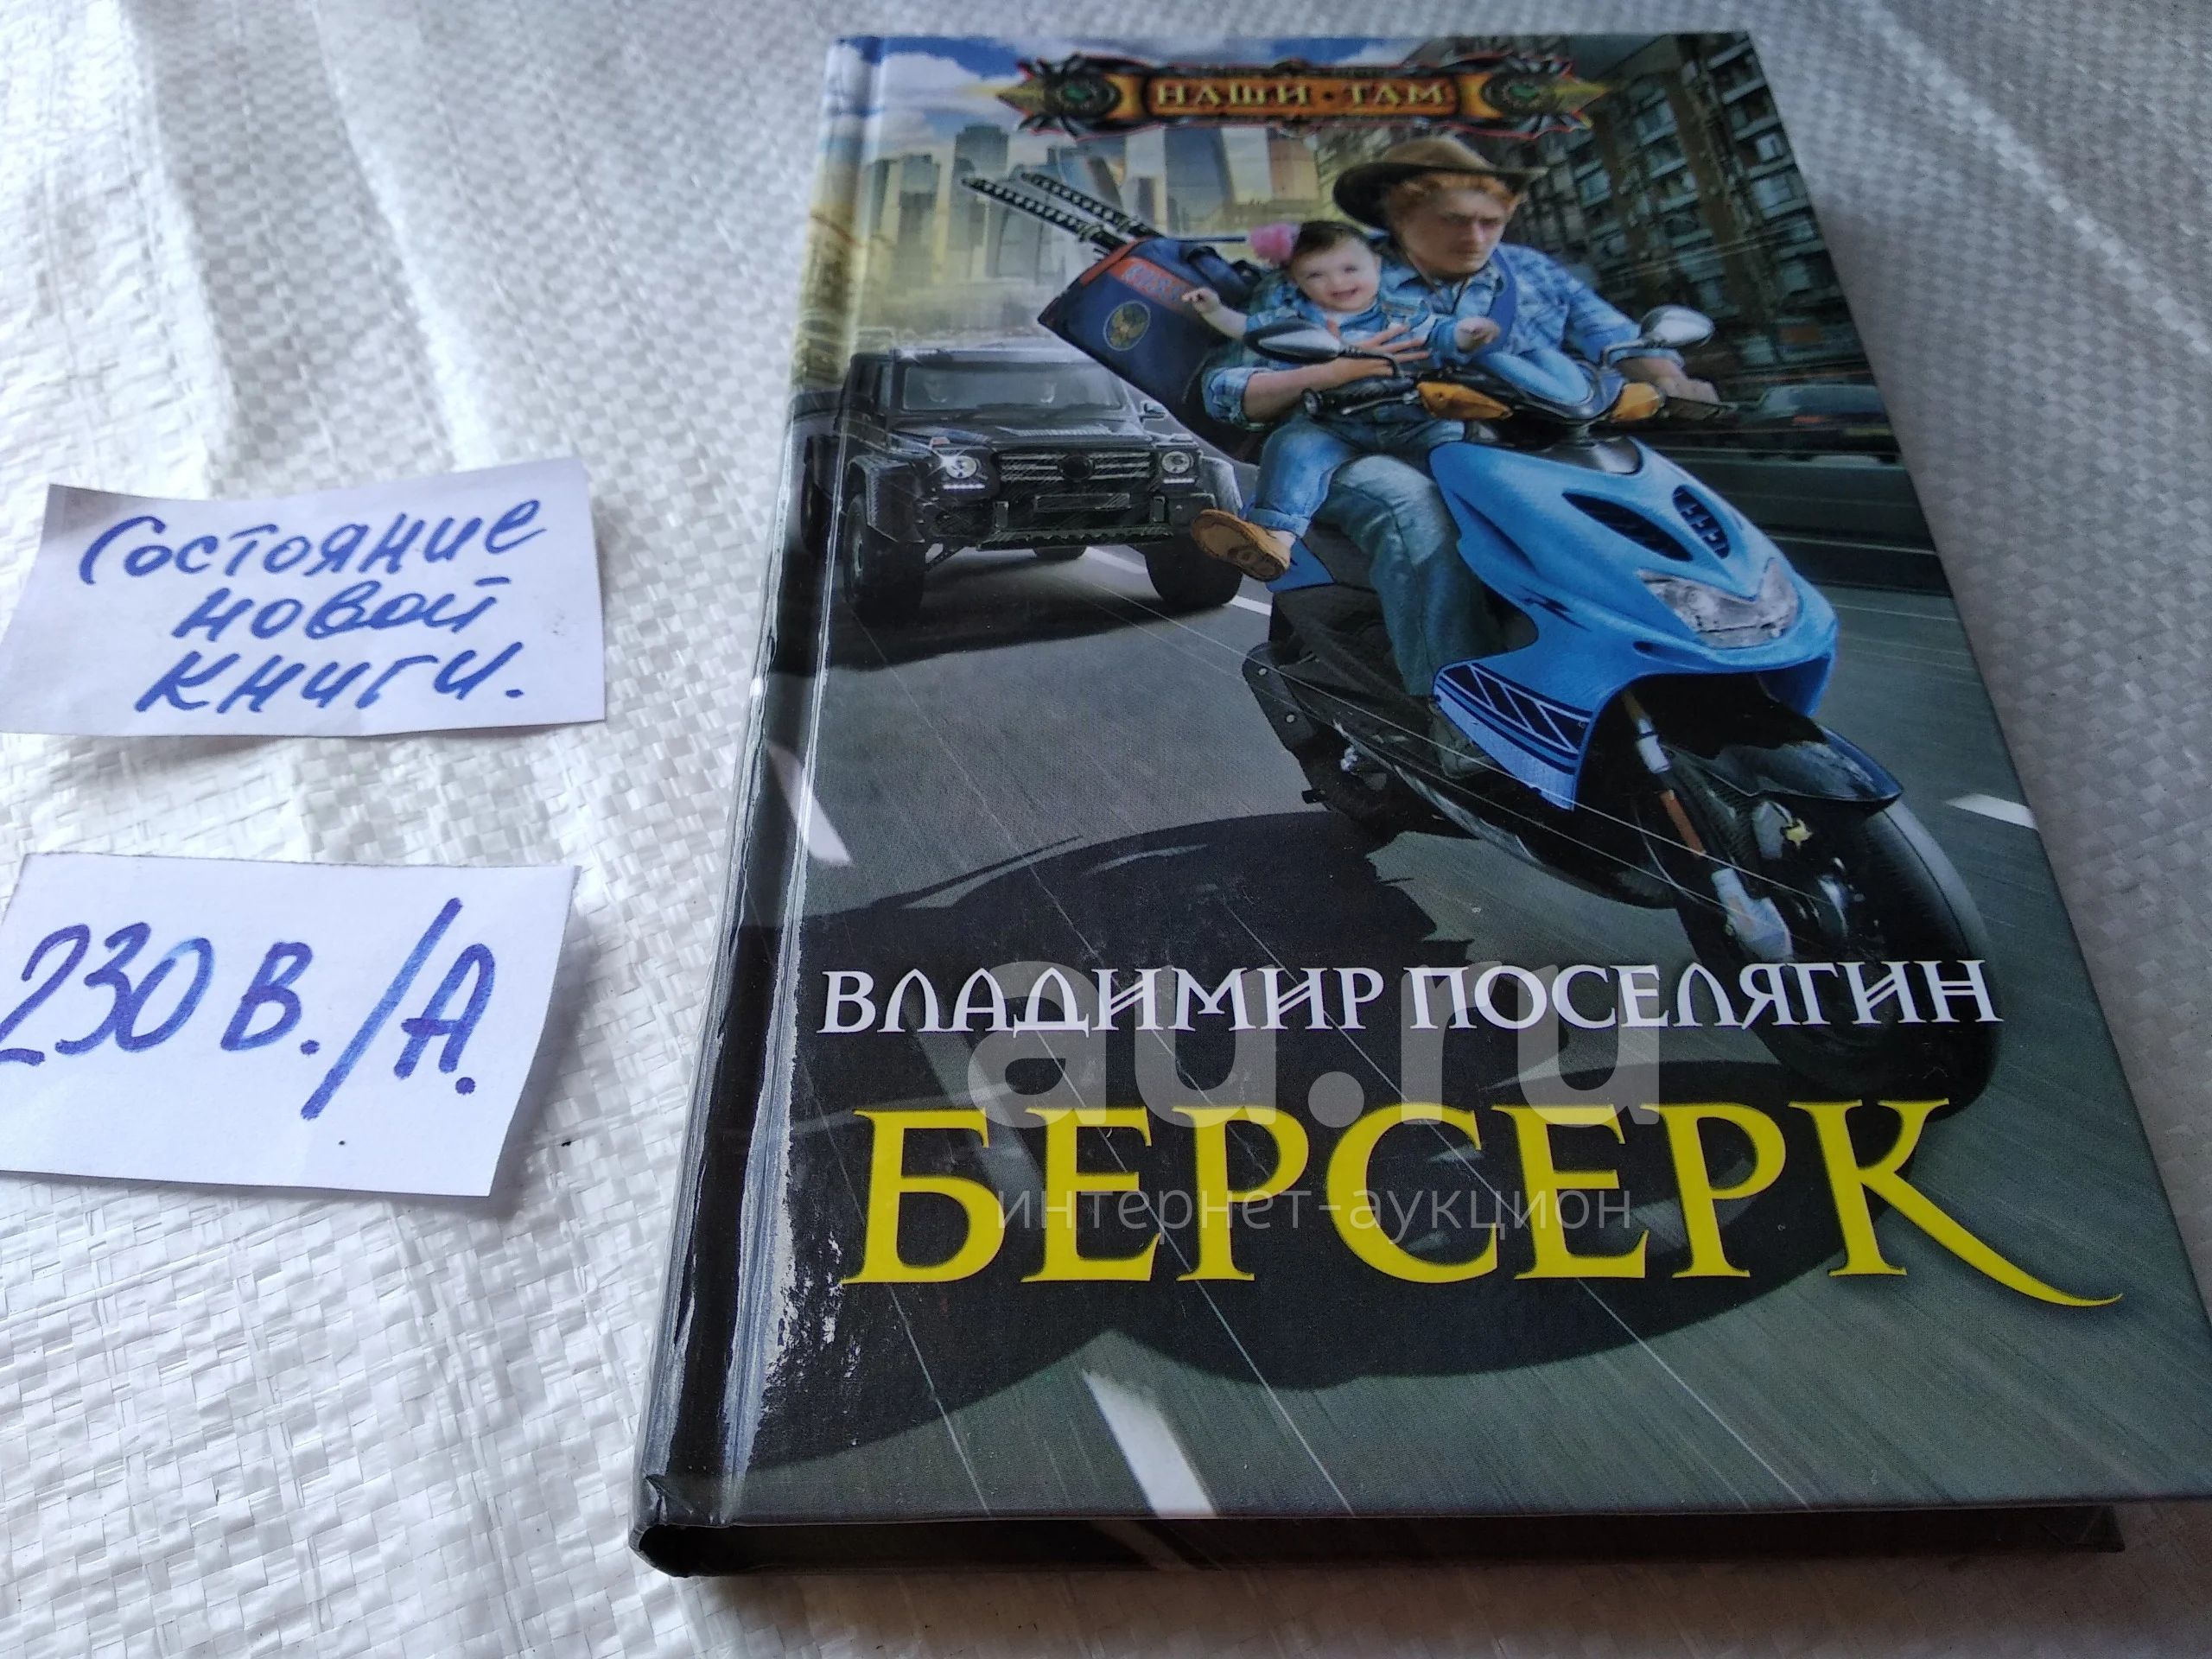 НАШИ · ТАМ
Состояние
новой
книги.
230 В./А.
ВЛАДИМИР ПОСЕЛЯГИН
au.ru
БЕРСЕРК
интернет-аукцион